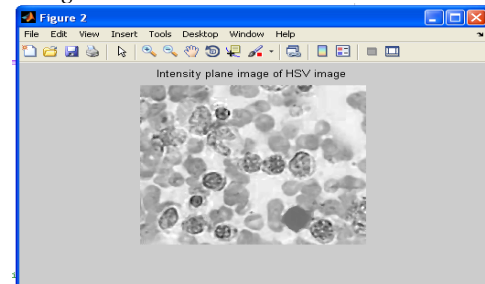 Figure 2
File Edit View Insert Tools Desktop Window Help
Intensity plane image of HSV image